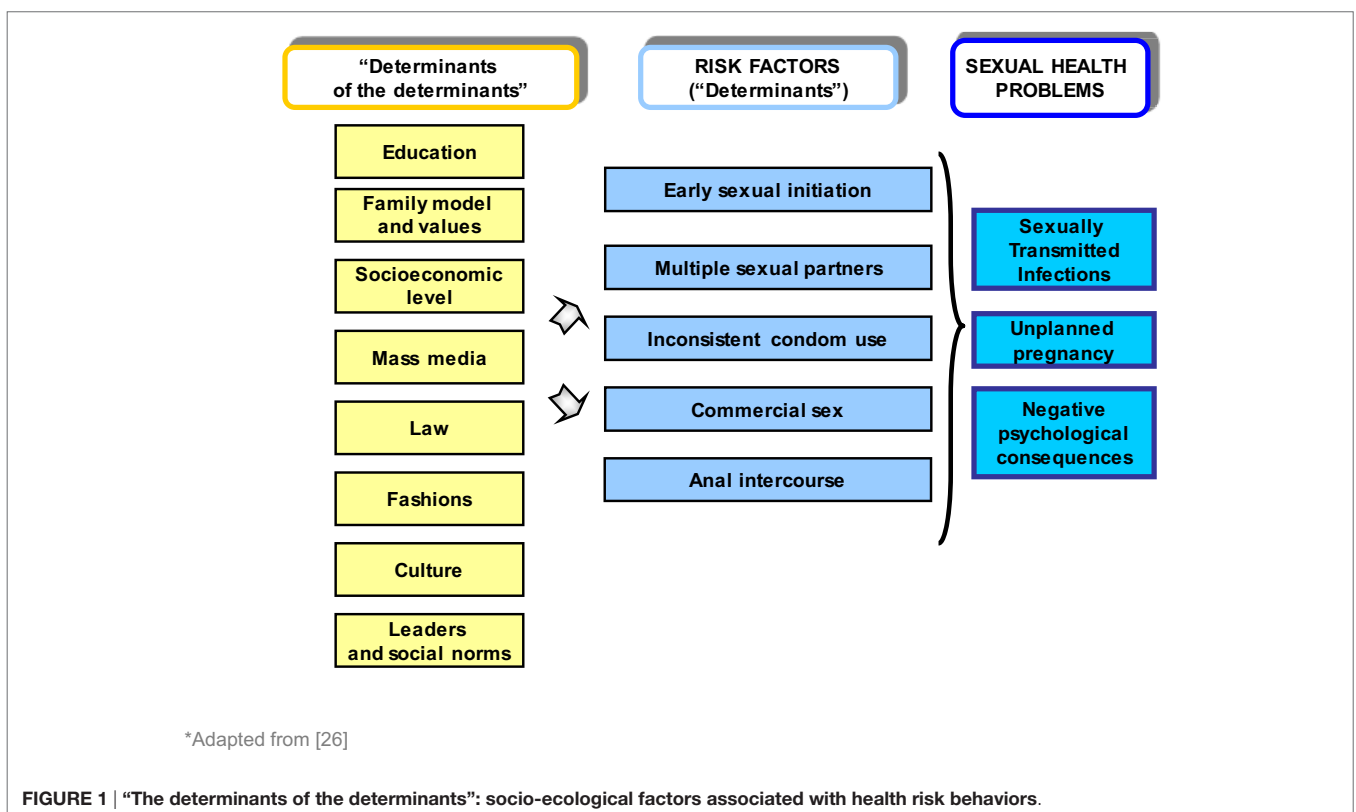 “Determinants
of the determinants”
Education
Family model
and values
Socioeconomic
level
Mass media
Law
Fashions
Culture
Leaders
and social norms
RISK FACTORS
(“Determinants”)
Early sexual initiation
Multiple sexual partners
Inconsistent condom use
Commercial sex
Anal intercourse
SEXUAL HEALTH
PROBLEMS
Sexually
Transmitted
Infections
Unplanned
pregnancy
Negative
psychological
consequences
*Adapted from [26]
FIGURE 1 | “The determinants of the determinants”: socio-ecological factors associated with health risk behaviors.